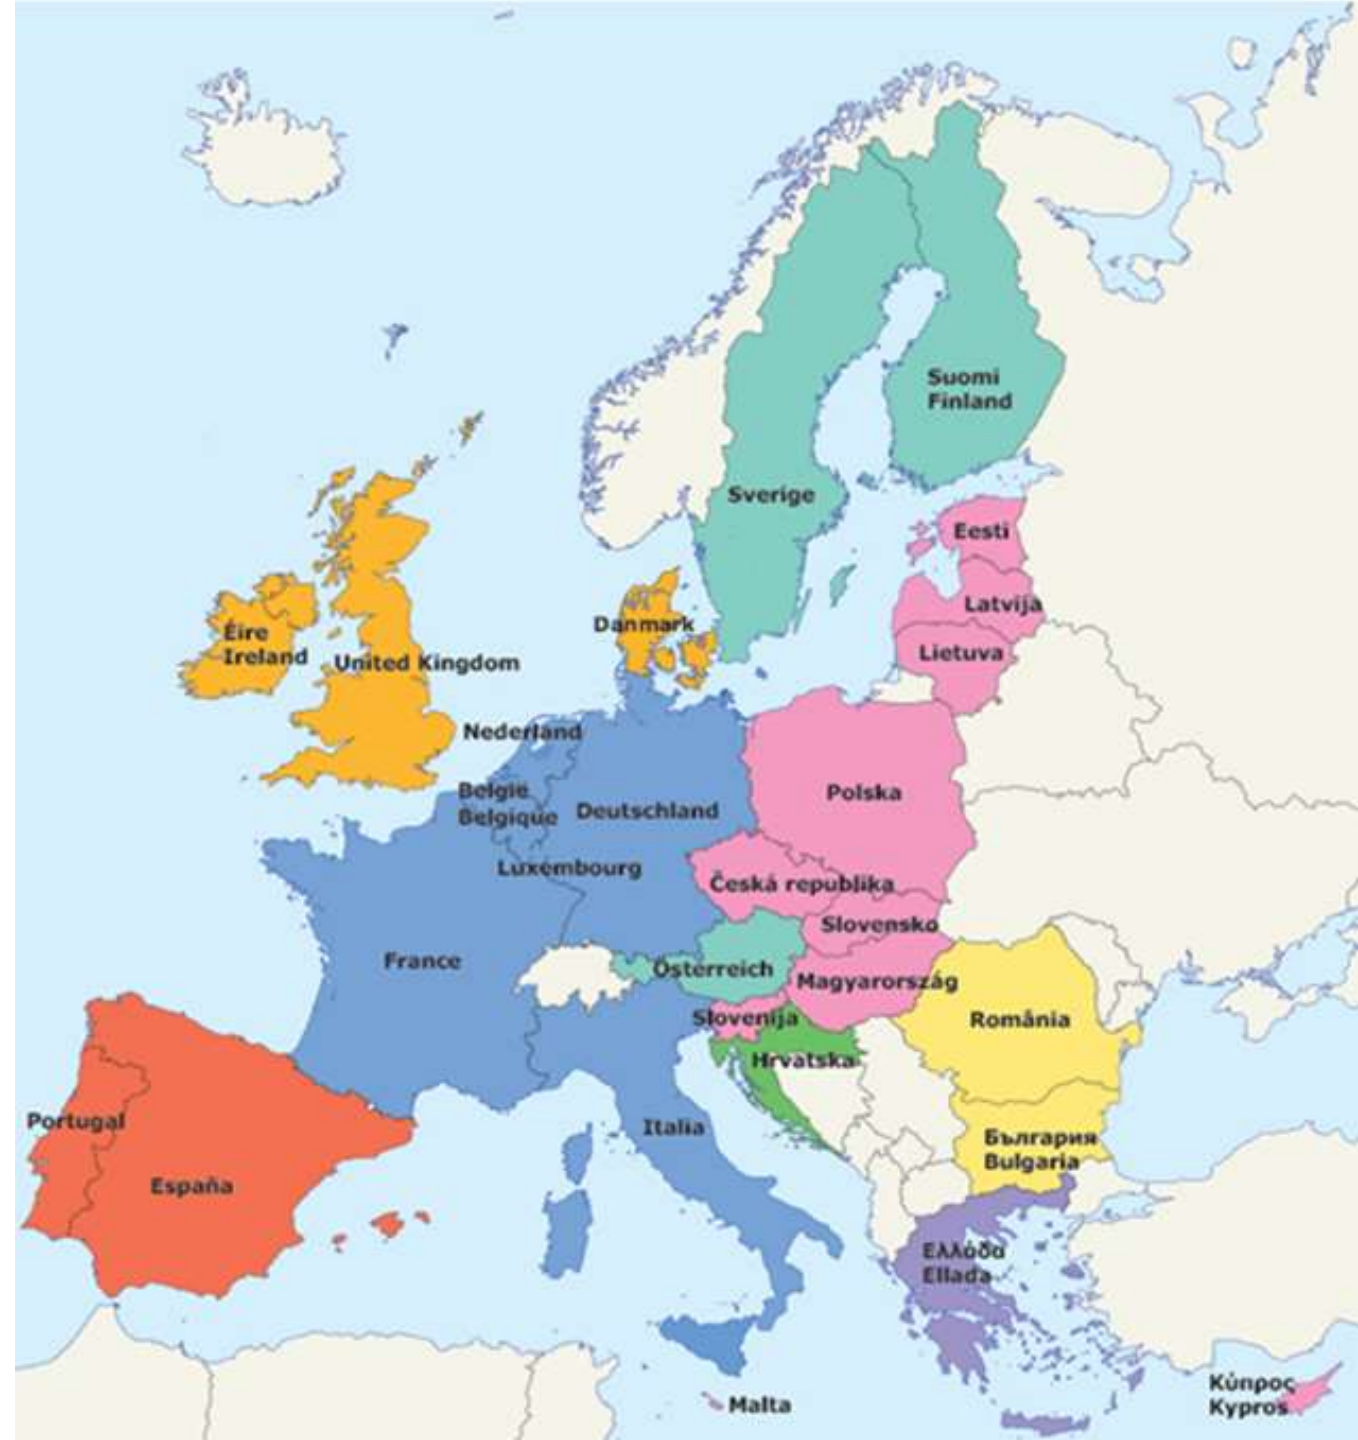 Suomi
Finland
Sverige
Eesti
Latvija
Lietuva
Danmark
Éire
Ireland
United Kingdom
Nederland
België
Belgique
Deutschland
Luxembourg
Polska
Česká republika
Slovensko
France
Österreich
Magyarország
Slovenija
Hrvatska
România
Portugal
España
Italia
България
Bulgaria
Ελλάδα
Ellada
Malta
Κύπρος
Kypros